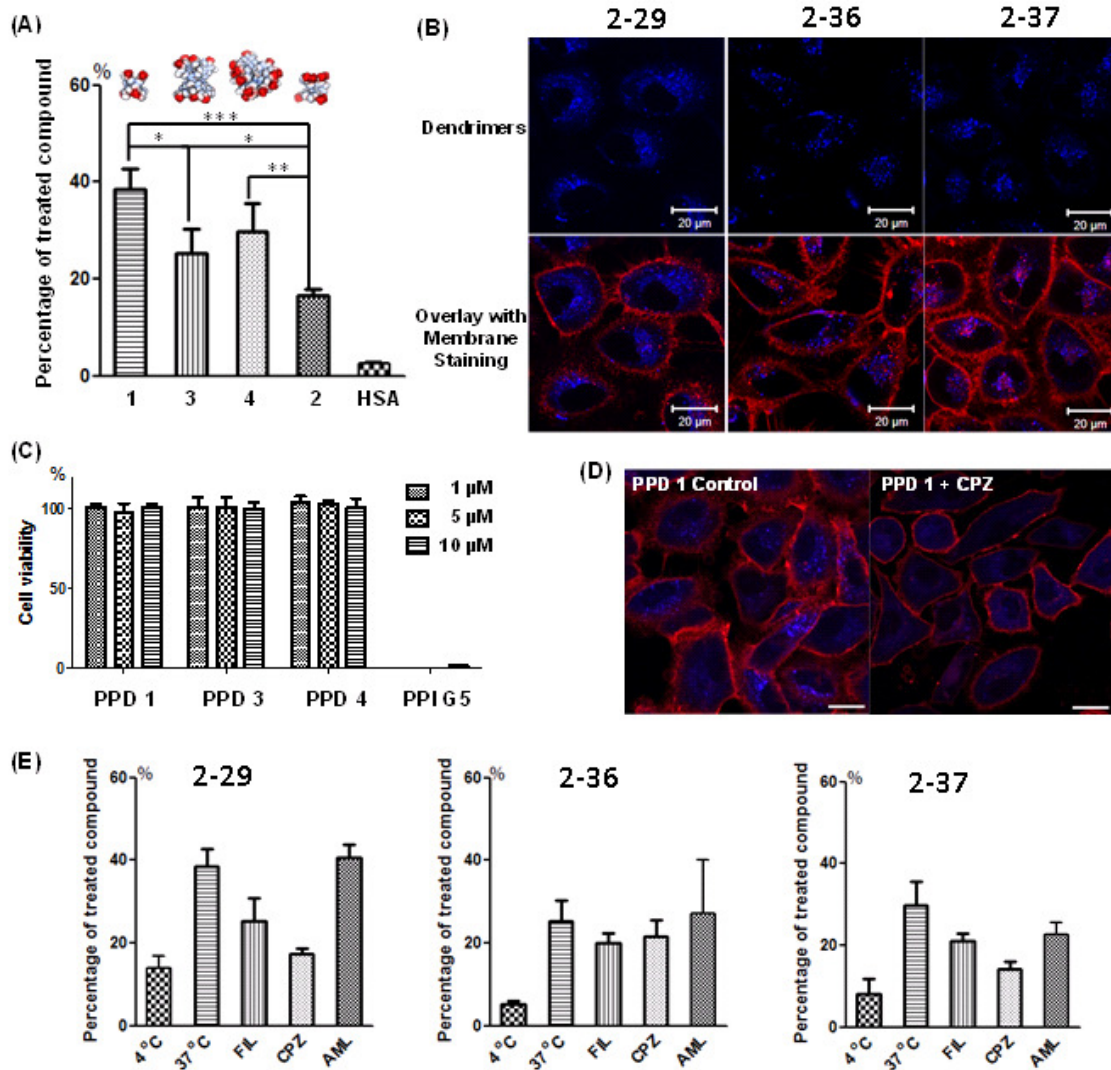 (A)
%
60
40
20
0
Percentage of treated compound
***
*
*
**
1 3 4 2 HSA
(B)
2-29 2-36 2-37
Dendrimers
20 µm 20 µm 20 µm
Overlay with
Membrane
Staining
20 µm 20 µm 20 µm
(C)
%
100
50
0
Cell viability
1 µM
5 µM
10 µM
PPD 1 PPD 3 PPD 4 PPIG5
(D)
PPD 1 Control PPD 1 + CPZ
(E)
2-29
60 %
40
20
0
Percentage of treated compound
4 °C 37 °C FIL CPZ AML
2-36
60 %
40
20
0
Percentage of treated compound
4 °C 37 °C FIL CPZ AML
2-37
60 %
40
20
0
Percentage of treated compound
4 °C 37 °C FIL CPZ AML